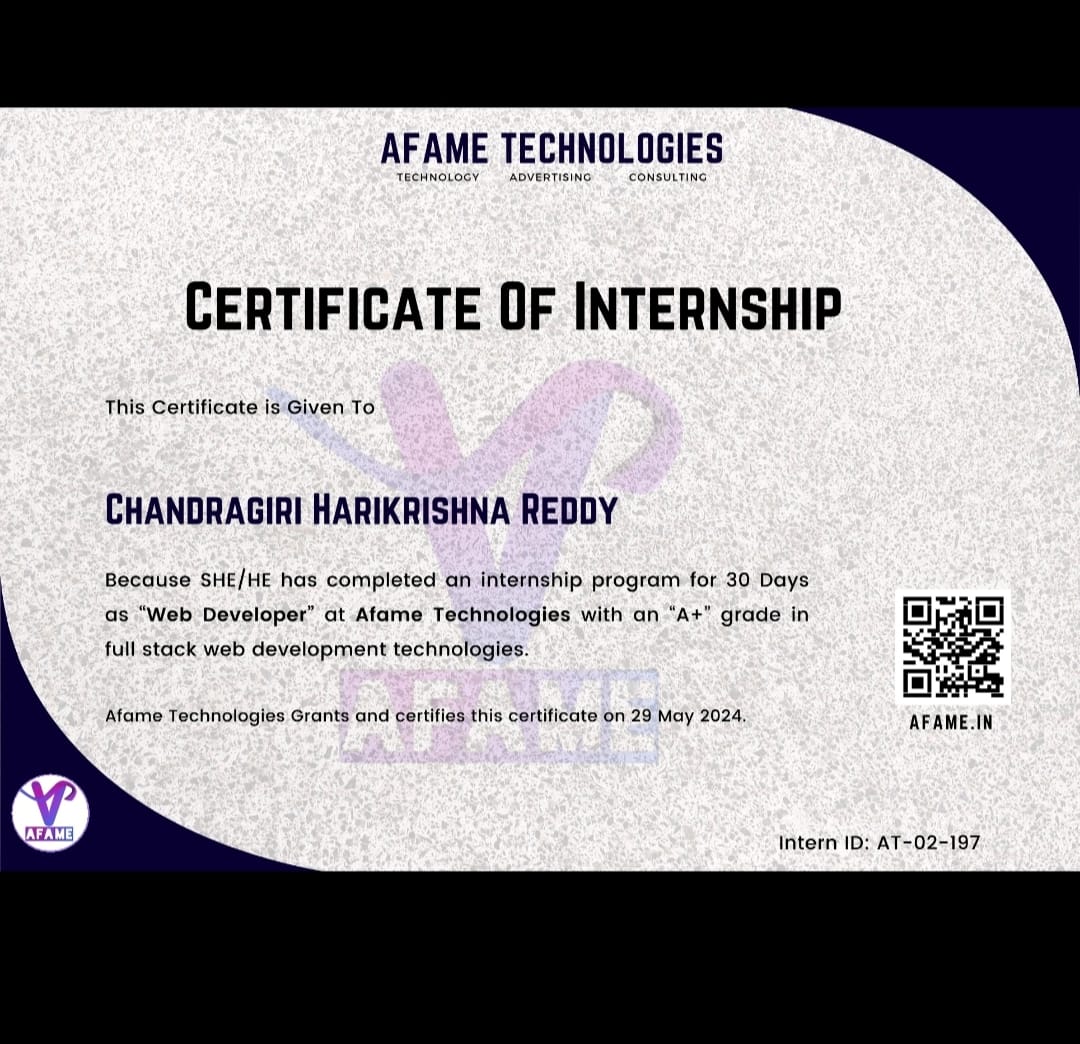 AFAME TECHNOLOGIES
TECHNOLOGY ADVERTISING CONSULTING
CERTIFICATE OF INTERNSHIP
This Certificate is Given To
CHANDRAGIRI HARIKRISHNA REDDY
Because SHE/HE has completed an internship program for 30 Days
as “Web Developer” at Afame Technologies with an “A+” grade in
full stack web development technologies.
AFAME
Afame Technologies Grants and certifies this certificate on 29 May 2024.
AFAME.IN
AFAME
Intern ID: AT-02-197